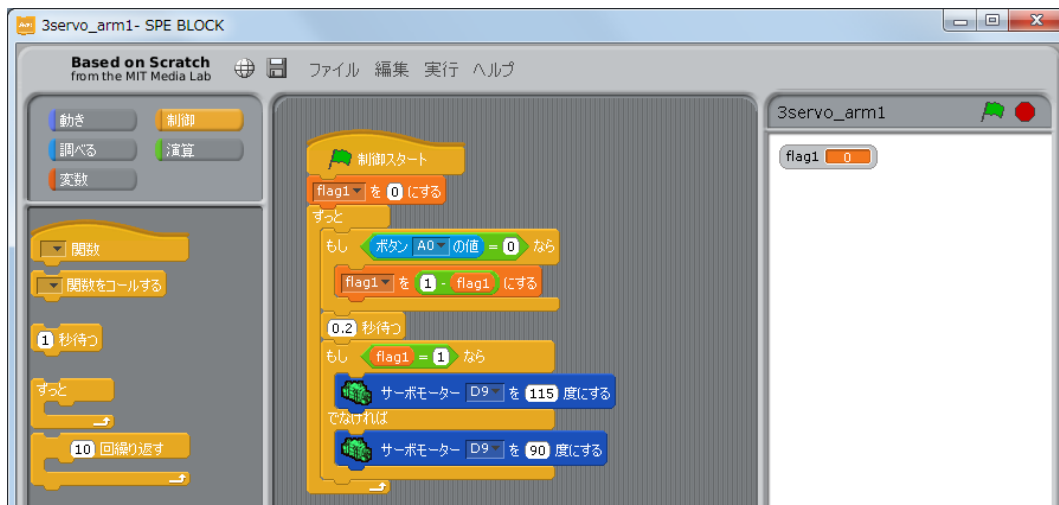 3servo_arm1- SPE BLOCK
Based on Scratch
from the MIT Media Lab
ファイル 編集 実行 ヘルプ
動き 制御
調べる 演算
変数
関数
関数をコールする
1 秒待つ
ずっと
10 回繰り返す
制御スタート
flag1 を 0 にする
ずっと
もし ボタン A0 の値 = 0 なら
flag1 を 1 - flag1 にする
0.2 秒待つ
もし flag1 = 1 なら
サーボモーター D9 を 115 度にする
でなければ
サーボモーター D9 を 90 度にする
3servo_arm1
flag1 0